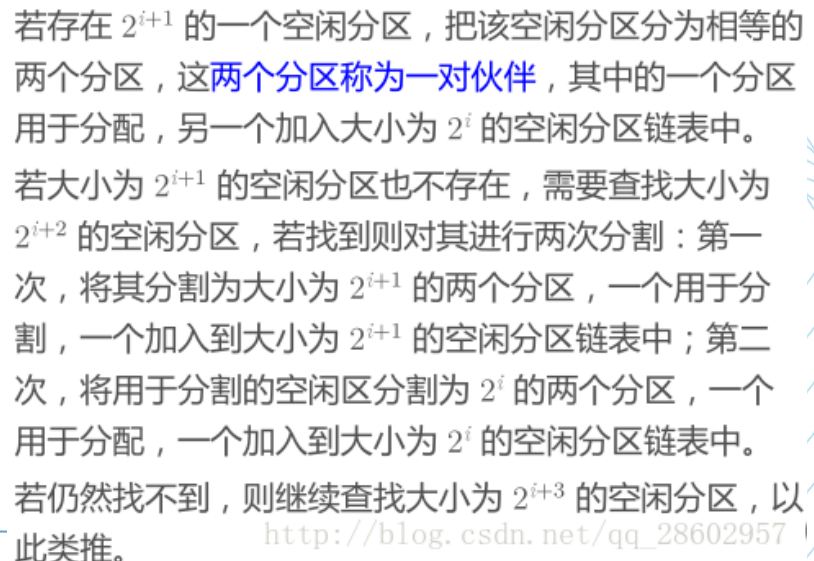 若存在 2^{i+1} 的一个空闲分区，把该空闲分区分为相等的
两个分区，这两个分区称为一对伙伴，其中的一个分区
用于分配，另一个加入大小为 2^i 的空闲分区链表中。
若大小为 2^{i+1} 的空闲分区也不存在，需要查找大小为
2^{i+2} 的空闲分区，若找到则对其进行两次分割：第一
次，将其分割为大小为 2^{i+1} 的两个分区，一个用于分
割，一个加入到大小为 2^{i+1} 的空闲分区链表中；第二
次，将用于分割的空闲区分割为 2^i 的两个分区，一个
用于分配，一个加入到大小为 2^i 的空闲分区链表中。
若仍然找不到，则继续查找大小为 2^{i+3} 的空闲分区，以
此类推。
http://blog.csdn.net/qq_28602957